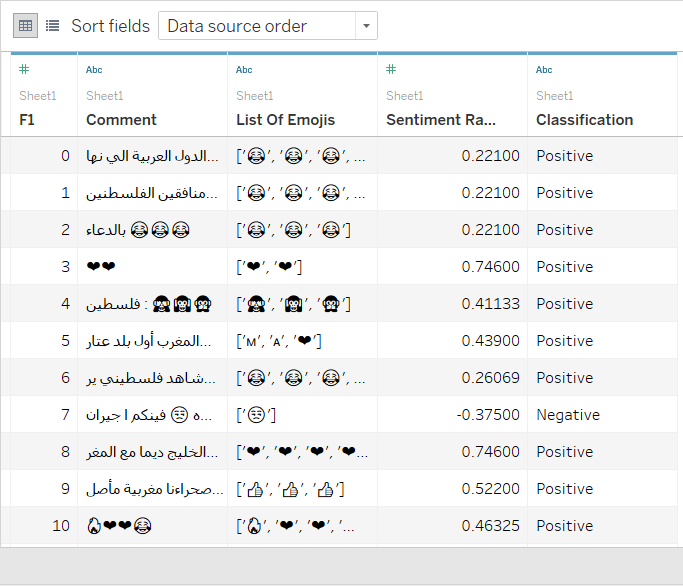 Sort fields Data source order
# Abc Abc # Abc
Sheet1 Sheet1 Sheet1 Sheet1 Sheet1
F1 Comment List Of Emojis Sentiment Ra... Classification
0 الدول العربية الي نها... ['😂', '😂', '😂', ... 0.22100 Positive
1 منافقين الفلسطنين... ['😂', '😂', '😂', ... 0.22100 Positive
2 بالدعاء 😂😂😂 ['😂', '😂', '😂'] 0.22100 Positive
3 ❤❤ ['❤', '❤'] 0.74600 Positive
4 فلسطين : 🙈🙉🙊 ['🙈', '🙉', '🙊'] 0.41133 Positive
5 المغرب أول بلد عتار... ['ᴍ', 'ᴀ', '❤'] 0.43900 Positive
6 شاهد فلسطيني ير... ['😂', '😂', '😂', ... 0.26069 Positive
7 ه 😒 فينكم ا جيران... ['😒'] -0.37500 Negative
8 الخليج ديما مع المغر... ['❤', '❤', '❤', '❤... 0.74600 Positive
9 صحراءنا مغربية مأصل... ['👍', '👍', '👍'] 0.52200 Positive
10 🔥❤❤😂 ['🔥', '❤', '❤', '... 0.46325 Positive